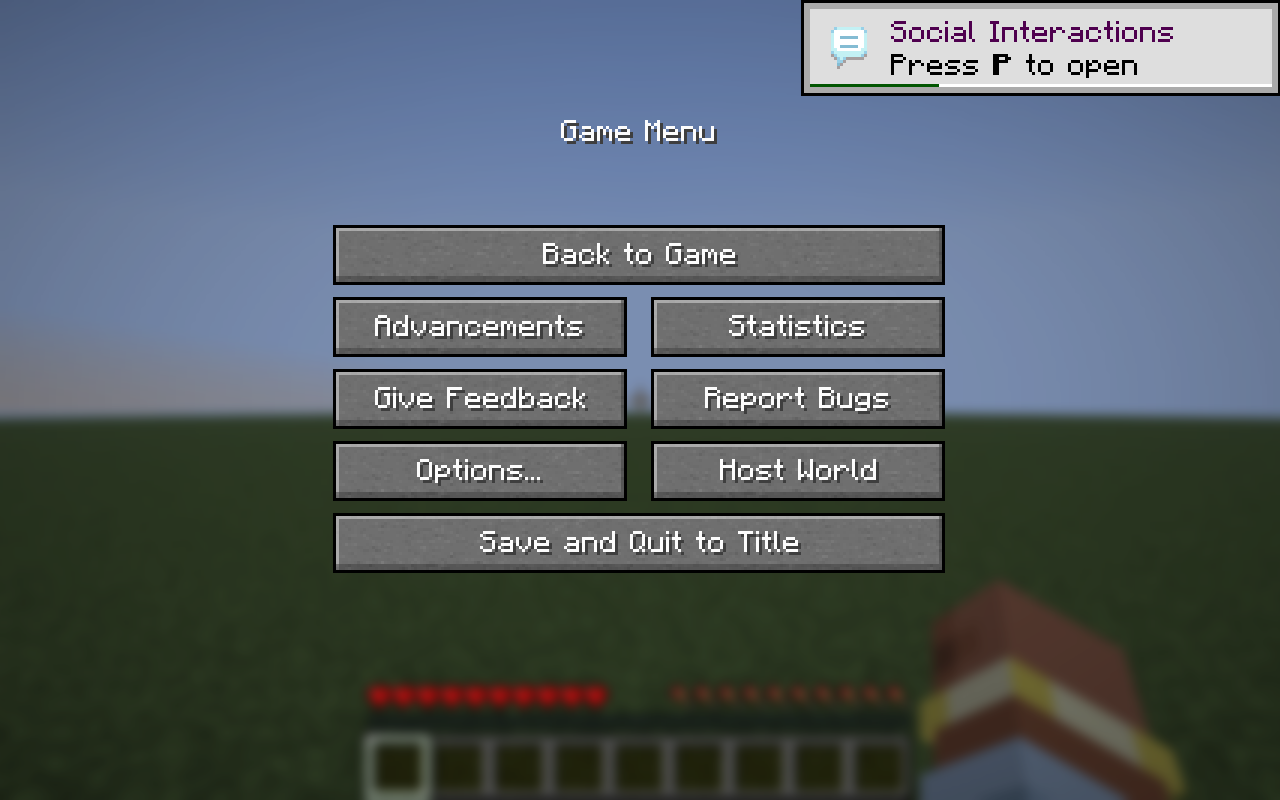 Social Interactions
Press P to open
Game Menu
Back to Game
Advancements
Statistics
Give Feedback
Report Bugs
Options...
Host World
Save and Quit to Title